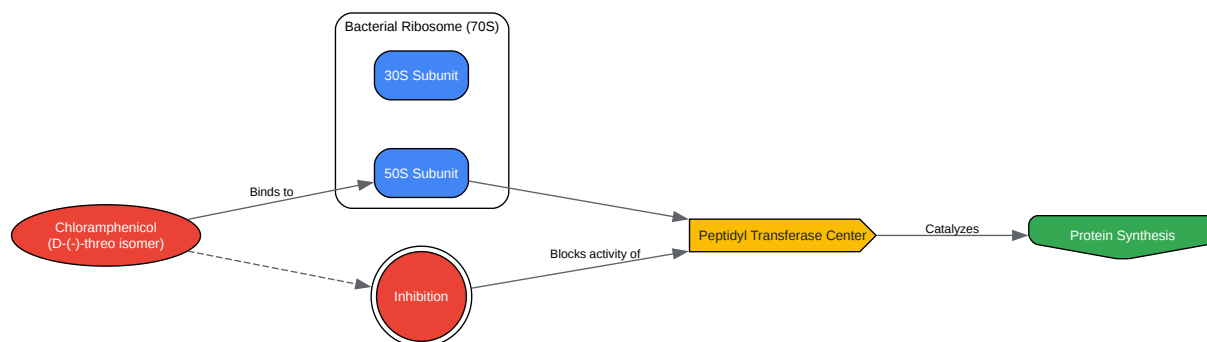 Bacterial Ribosome (70S)
30S Subunit
50S Subunit
Binds to
Chloramphenicol
(D-(-)-threo isomer)
Inhibition
Blocks activity of
Peptidyl Transferase Center
Catalyzes
Protein Synthesis